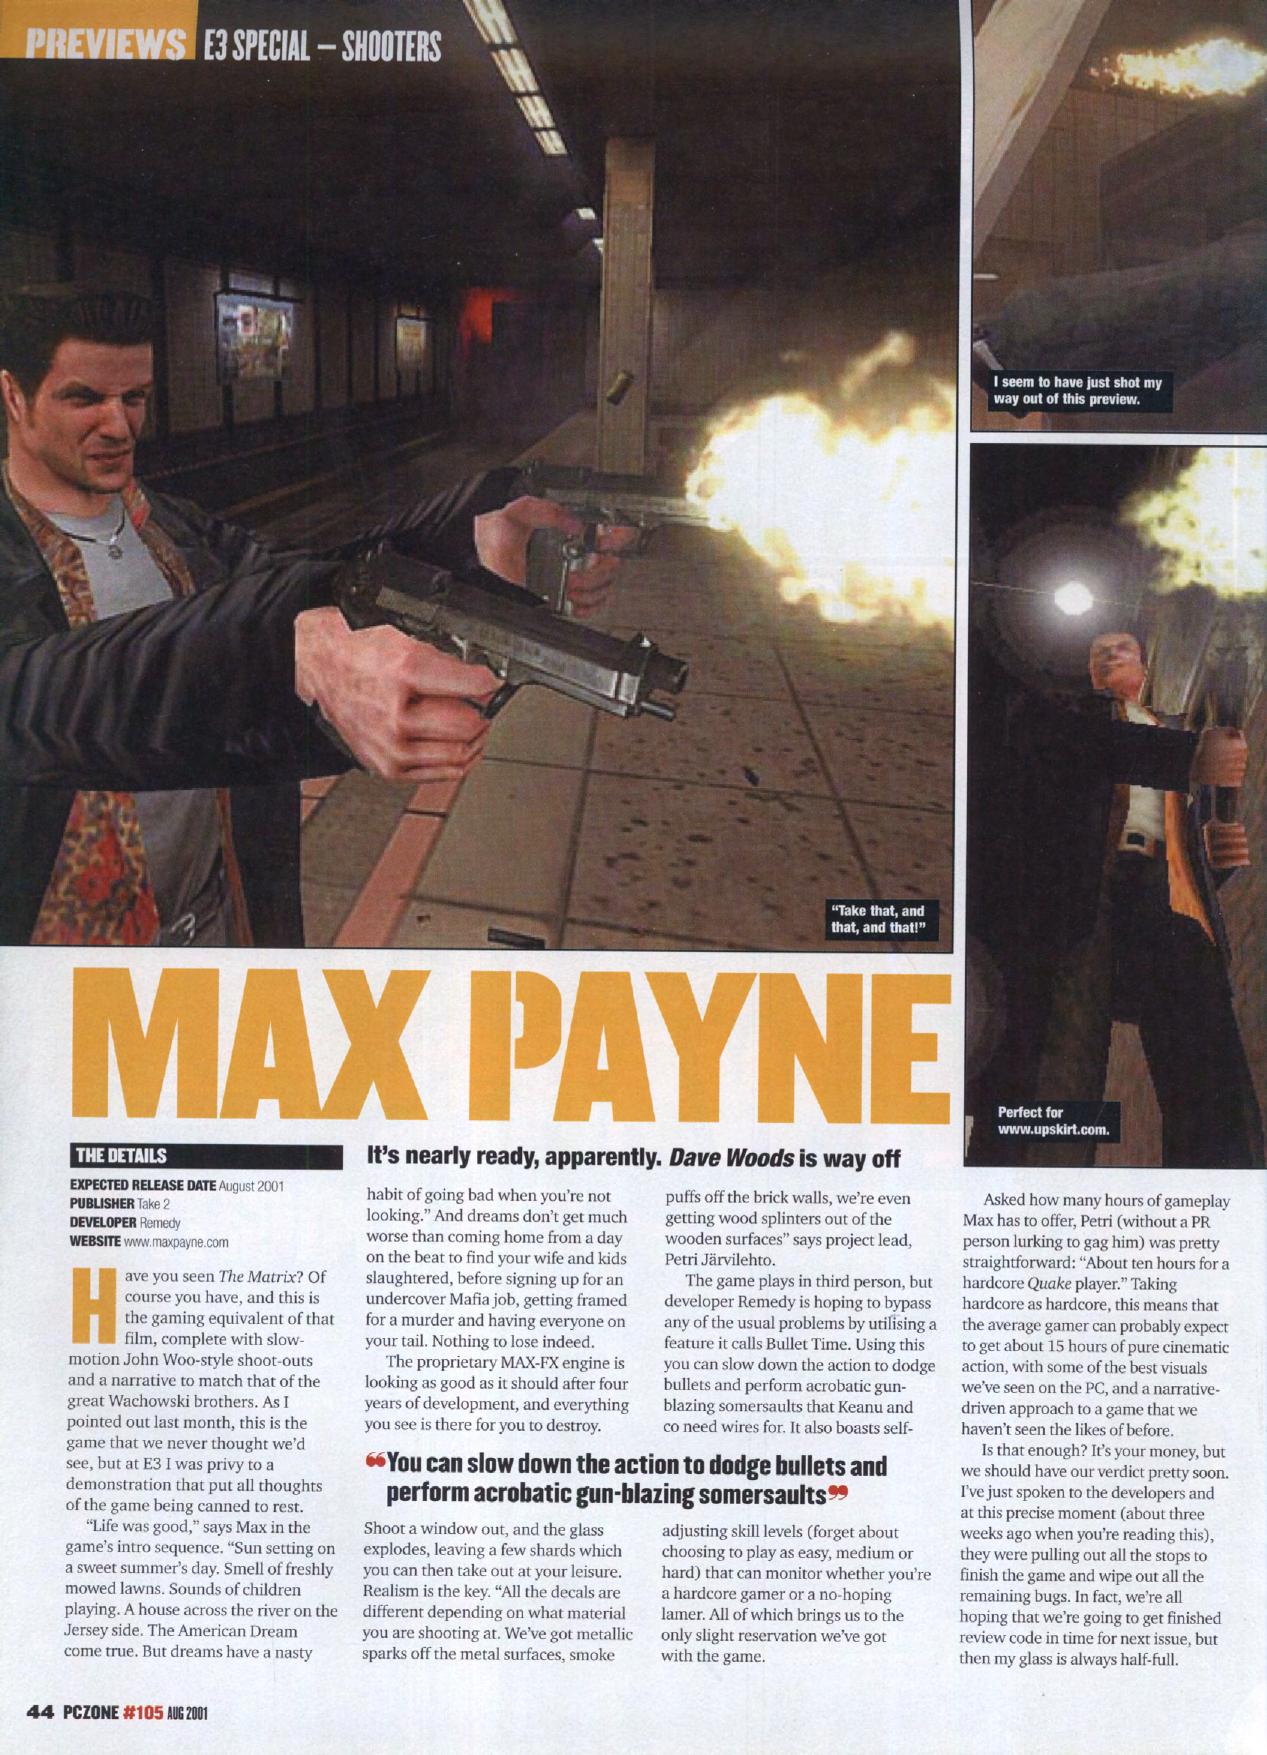 PREVIEWS E3 SPECIAL – SHOOTERS
I seem to have just shot my
way out of this preview.
"Take that, and
that, and that!"
Perfect for
www.upskirt.com.
MAX PAYNE
THE DETAILS
EXPECTED RELEASE DATE August 2001
PUBLISHER Take 2
DEVELOPER Remedy
WEBSITE www.maxpayne.com
It's nearly ready, apparently. Dave Woods is way off
Have you seen The Matrix? Of
course you have, and this is
the gaming equivalent of that
film, complete with slow-
motion John Woo-style shoot-outs
and a narrative to match that of the
great Wachowski brothers. As I
pointed out last month, this is the
game that we never thought we'd
see, but at E3 I was privy to a
demonstration that put all thoughts
of the game being canned to rest.
"Life was good," says Max in the
game's intro sequence. "Sun setting on
a sweet summer's day. Smell of freshly
mowed lawns. Sounds of children
playing. A house across the river on the
Jersey side. The American Dream
come true. But dreams have a nasty
habit of going bad when you're not
looking." And dreams don't get much
worse than coming home from a day
on the beat to find your wife and kids
slaughtered, before signing up for an
undercover Mafia job, getting framed
for a murder and having everyone on
your tail. Nothing to lose indeed.
The proprietary MAX-FX engine is
looking as good as it should after four
years of development, and everything
you see is there for you to destroy.
Shoot a window out, and the glass
explodes, leaving a few shards which
you can then take out at your leisure.
Realism is the key. "All the decals are
different depending on what material
you are shooting at. We've got metallic
sparks off the metal surfaces, smoke
puffs off the brick walls, we're even
getting wood splinters out of the
wooden surfaces" says project lead,
Petri Järvilehto.
The game plays in third person, but
developer Remedy is hoping to bypass
any of the usual problems by utilising a
feature it calls Bullet Time. Using this
you can slow down the action to dodge
bullets and perform acrobatic gun-
blazing somersaults that Keanu and
co need wires for. It also boasts self-
adjusting skill levels (forget about
choosing to play as easy, medium or
hard) that can monitor whether you're
a hardcore gamer or a no-hoping
lamer. All of which brings us to the
only slight reservation we've got
with the game.
“You can slow down the action to dodge bullets and
perform acrobatic gun-blazing somersaults”
Asked how many hours of gameplay
Max has to offer, Petri (without a PR
person lurking to gag him) was pretty
straightforward: "About ten hours for a
hardcore Quake player." Taking
hardcore as hardcore, this means that
the average gamer can probably expect
to get about 15 hours of pure cinematic
action, with some of the best visuals
we've seen on the PC, and a narrative-
driven approach to a game that we
haven't seen the likes of before.
Is that enough? It's your money, but
we should have our verdict pretty soon.
I've just spoken to the developers and
at this precise moment (about three
weeks ago when you're reading this),
they were pulling out all the stops to
finish the game and wipe out all the
remaining bugs. In fact, we're all
hoping that we're going to get finished
review code in time for next issue, but
then my glass is always half-full.
44 PCZONE #105 AUG 2001